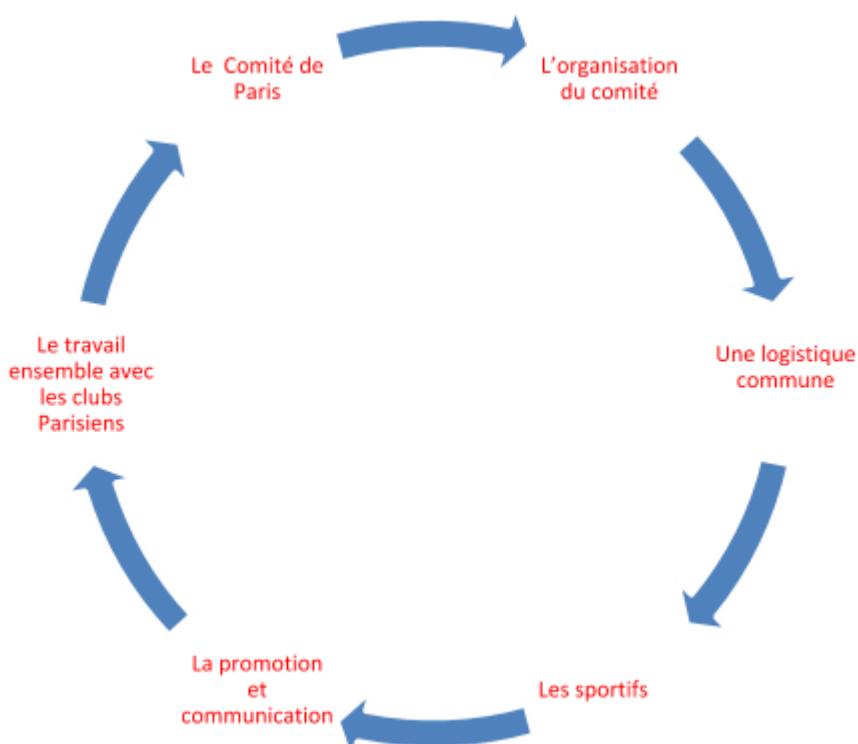 Le Comité de
Paris
L'organisation
du comité
Une logistique
commune
Les sportifs
La promotion
et
communication
Le travail
ensemble avec
les clubs
Parisiens